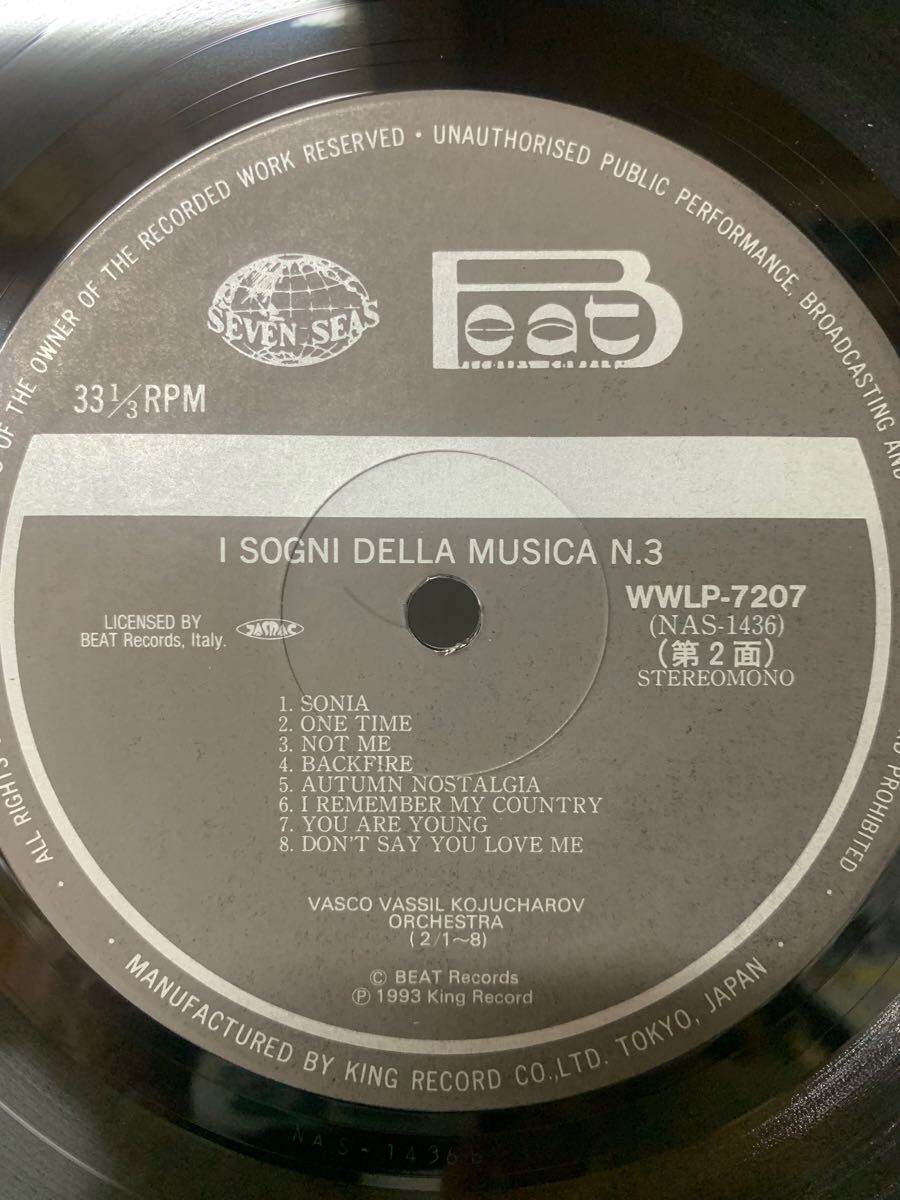 ALL RIGHTS OF THE OWNER OF THE RECORDED WORK RESERVED · UNAUTHORISED PUBLIC PERFORMANCE, BROADCASTING AND PROHIBITED ·
SEVEN SEAS
Beat
33 1/3 RPM
I SOGNI DELLA MUSICA N.3
LICENSED BY
BEAT Records, Italy.
JASRAC
WWLP-7207
(NAS-1436)
(第2面)
STEREOMONO
1. SONIA
2. ONE TIME
3. NOT ME
4. BACKFIRE
5. AUTUMN NOSTALGIA
6. I REMEMBER MY COUNTRY
7. YOU ARE YOUNG
8. DON'T SAY YOU LOVE ME
VASCO VASSIL KOJUCHAROV
ORCHESTRA
(2/1~8)
© BEAT Records
℗ 1993 King Record
· MANUFACTURED BY KING RECORD CO.,LTD. TOKYO, JAPAN ·
NAS-1436